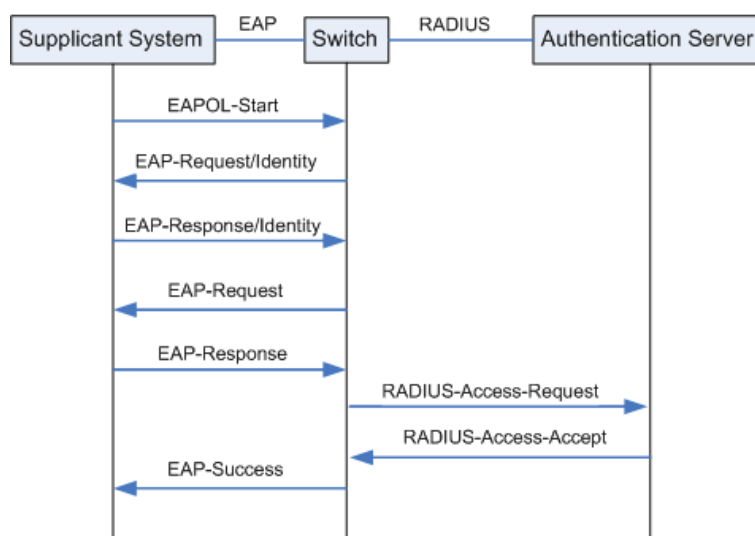 EAP
RADIUS
Supplicant System
Switch
Authentication Server
EAPOL-Start
EAP-Request/Identity
EAP-Response/Identity
EAP-Request
EAP-Response
RADIUS-Access-Request
RADIUS-Access-Accept
EAP-Success